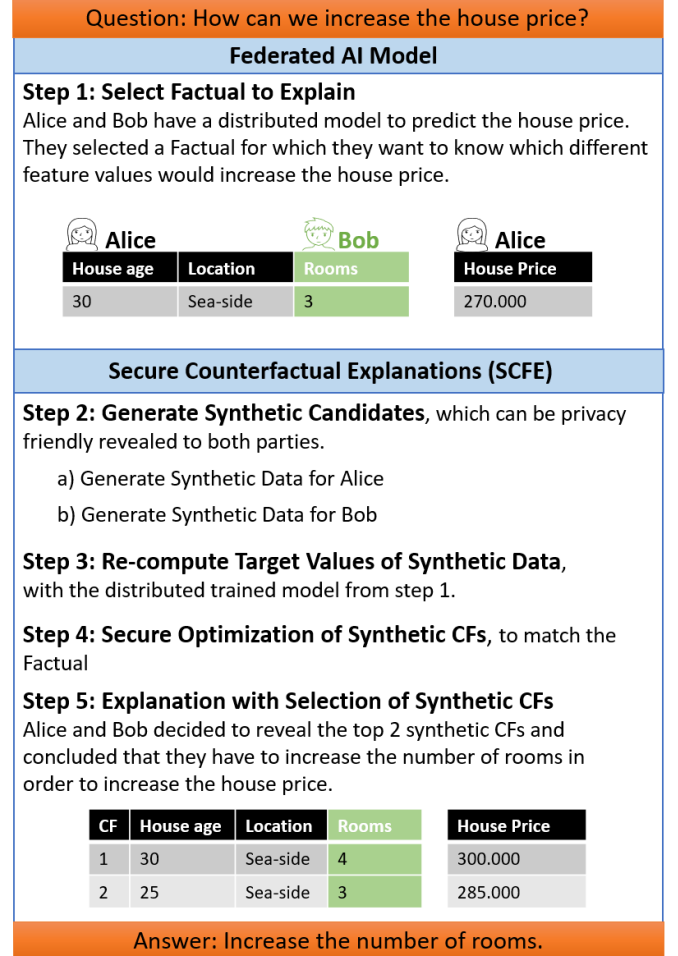 Question: How can we increase the house price?
Federated AI Model
Step 1: Select Factual to Explain
Alice and Bob have a distributed model to predict the house price.
They selected a Factual for which they want to know which different
feature values would increase the house price.
Alice Bob Alice
House age Location Rooms House Price
30 Sea-side 3 270.000
Secure Counterfactual Explanations (SCFE)
Step 2: Generate Synthetic Candidates, which can be privacy
friendly revealed to both parties.
a) Generate Synthetic Data for Alice
b) Generate Synthetic Data for Bob
Step 3: Re-compute Target Values of Synthetic Data,
with the distributed trained model from step 1.
Step 4: Secure Optimization of Synthetic CFs, to match the
Factual
Step 5: Explanation with Selection of Synthetic CFs
Alice and Bob decided to reveal the top 2 synthetic CFs and
concluded that they have to increase the number of rooms in
order to increase the house price.
CF House age Location Rooms House Price
1 30 Sea-side 4 300.000
2 25 Sea-side 3 285.000
Answer: Increase the number of rooms.